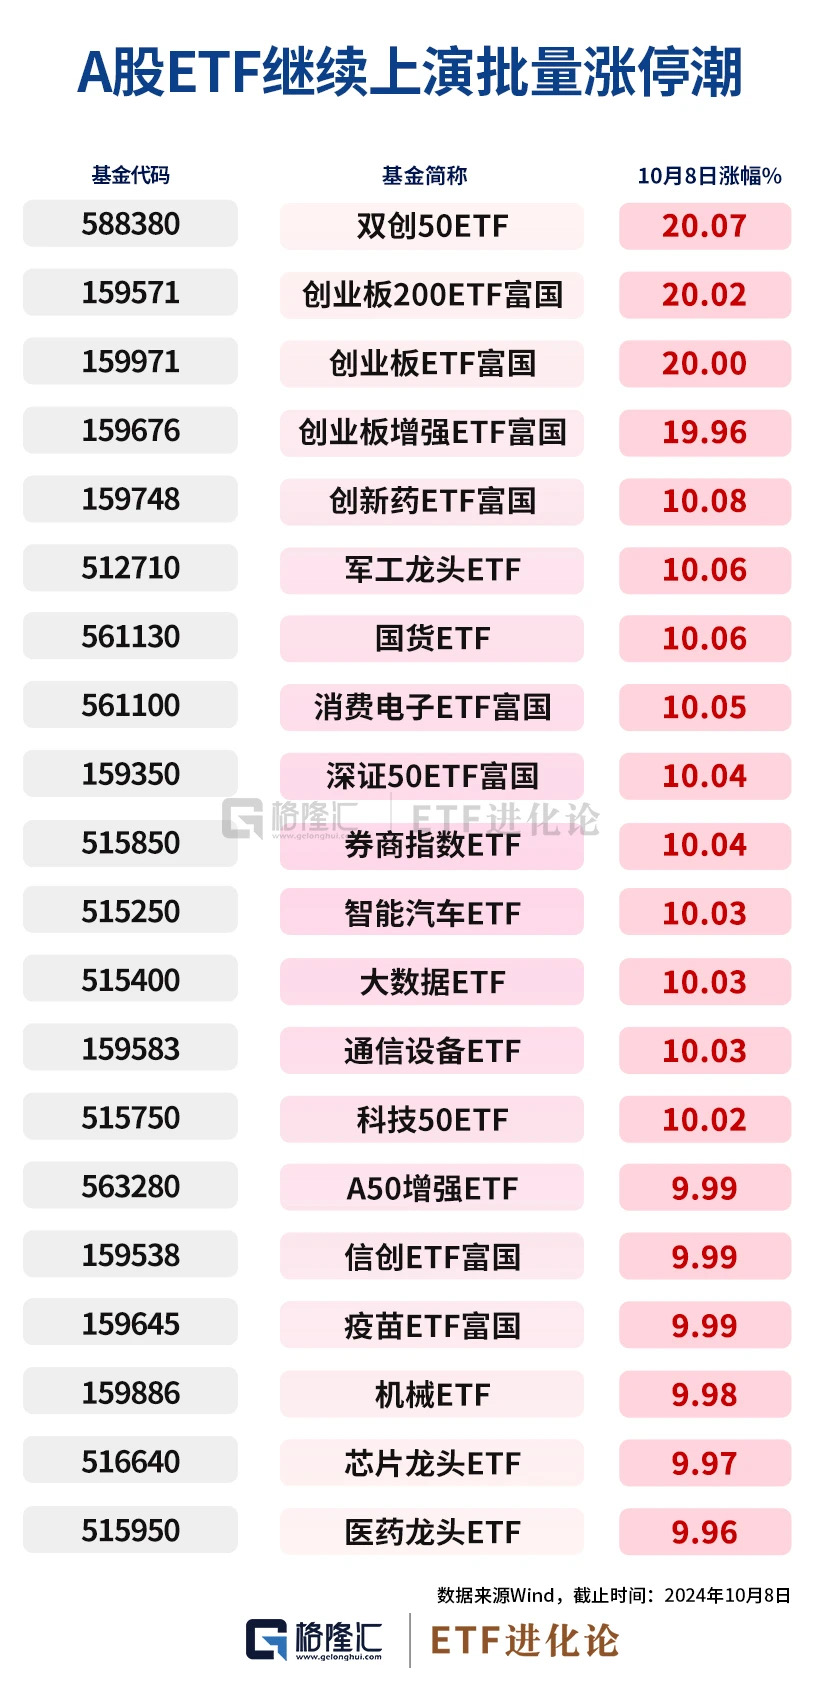 A股ETF继续上演批量涨停潮
基金代码 基金简称 10月8日涨幅%
588380 双创50ETF 20.07
159571 创业板200ETF富国 20.02
159971 创业板ETF富国 20.00
159676 创业板增强ETF富国 19.96
159748 创新药ETF富国 10.08
512710 军工龙头ETF 10.06
561130 国货ETF 10.06
561100 消费电子ETF富国 10.05
159350 深证50ETF富国 10.04
格隆汇 ETF进化论
www.gelonghui.com
515850 券商指数ETF 10.04
515250 智能汽车ETF 10.03
515400 大数据ETF 10.03
159583 通信设备ETF 10.03
515750 科技50ETF 10.02
563280 A50增强ETF 9.99
159538 信创ETF富国 9.99
159645 疫苗ETF富国 9.99
159886 机械ETF 9.98
516640 芯片龙头ETF 9.97
515950 医药龙头ETF 9.96
数据来源Wind，截止时间：2024年10月8日
格隆汇 ETF进化论
www.gelonghui.com